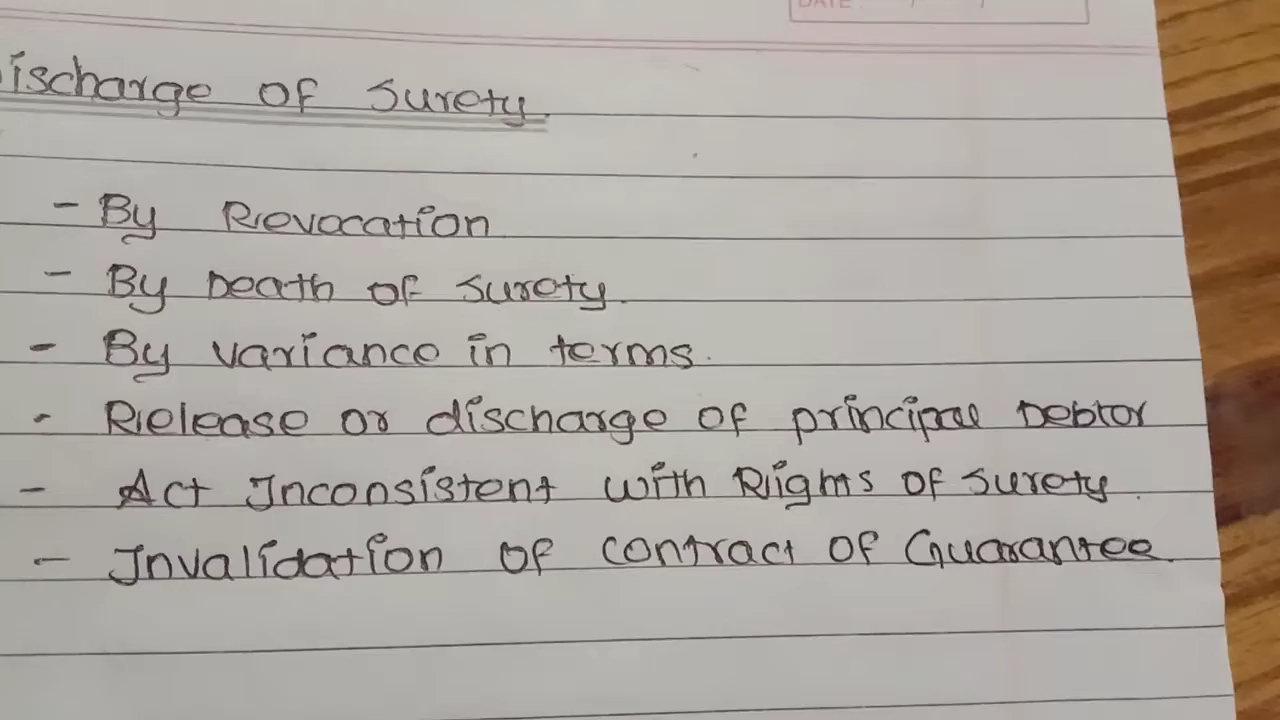 DATE
ischarge of Surety.
- By Revocation
- By Death of Surety.
- By variance in terms.
- Release or discharge of principal Debtor
- Act Inconsistent with Rights of Surety.
- Invalidation of contract of Guarantee.